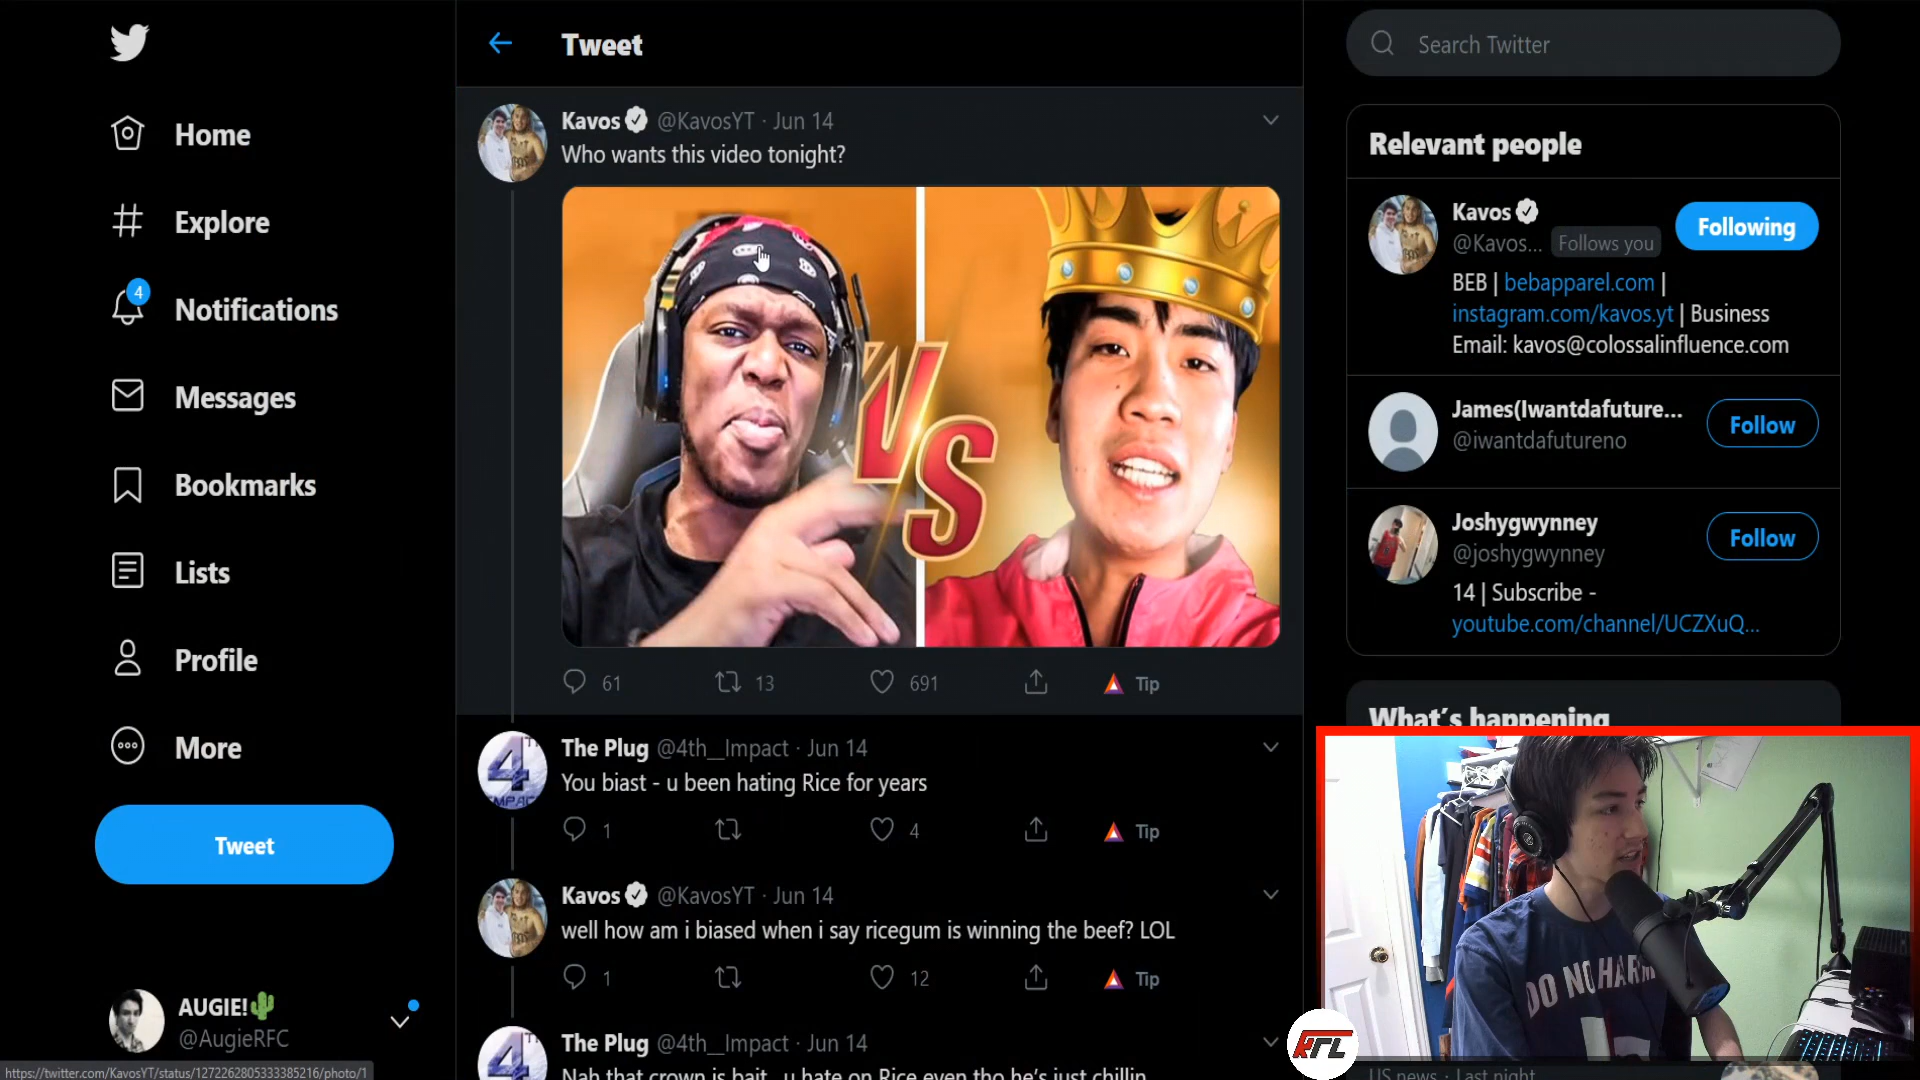 Tweet
Search Twitter
Home
Explore
4
Notifications
Messages
Bookmarks
Lists
Profile
More
Tweet
AUGIE!🌵
@AugieRFC
Kavos @KavosYT · Jun 14
Who wants this video tonight?
VS
61 13 691 Tip
The Plug @4th__Impact · Jun 14
You biast - u been hating Rice for years
1 4 Tip
Kavos @KavosYT · Jun 14
well how am i biased when i say ricegum is winning the beef? LOL
1 12 Tip
The Plug @4th__Impact · Jun 14
Nah that crown is bait.. u hate on Rice even tho he's just chillin
Relevant people
Kavos
Following
@Kavos... Follows you
BEB | bebapparel.com |
instagram.com/kavos.yt | Business
Email: kavos@colossalinfluence.com
James(Iwantdafuture...
@iwantdafutureno
Follow
Joshygwynney
@joshygwynney
Follow
14 | Subscribe -
youtube.com/channel/UCZXuQ...
What's happening
DO NO HARM
RFC
US news · Last night
https://twitter.com/KavosYT/status/1272262805333385216/photo/1